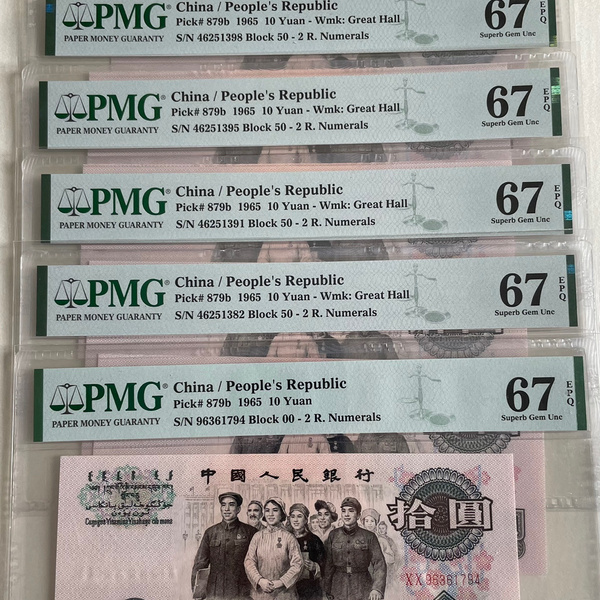 PMG
PAPER MONEY GUARANTY
China / People's Republic
Pick# 879b 1965 10 Yuan - Wmk: Great Hall
S/N 46251398 Block 50 - 2 R. Numerals
67
EPQ
Superb Gem Unc
PMG
PAPER MONEY GUARANTY
China / People's Republic
Pick# 879b 1965 10 Yuan - Wmk: Great Hall
S/N 46251395 Block 50 - 2 R. Numerals
67
EPQ
Superb Gem Unc
PMG
PAPER MONEY GUARANTY
China / People's Republic
Pick# 879b 1965 10 Yuan - Wmk: Great Hall
S/N 46251391 Block 50 - 2 R. Numerals
67
EPQ
Superb Gem Unc
PMG
PAPER MONEY GUARANTY
China / People's Republic
Pick# 879b 1965 10 Yuan - Wmk: Great Hall
S/N 46251382 Block 50 - 2 R. Numerals
67
EPQ
Superb Gem Unc
PMG
PAPER MONEY GUARANTY
China / People's Republic
Pick# 879b 1965 10 Yuan
S/N 96361794 Block 00 - 2 R. Numerals
67
EPQ
Superb Gem Unc
中國人民銀行
拾圓
XX 96361794